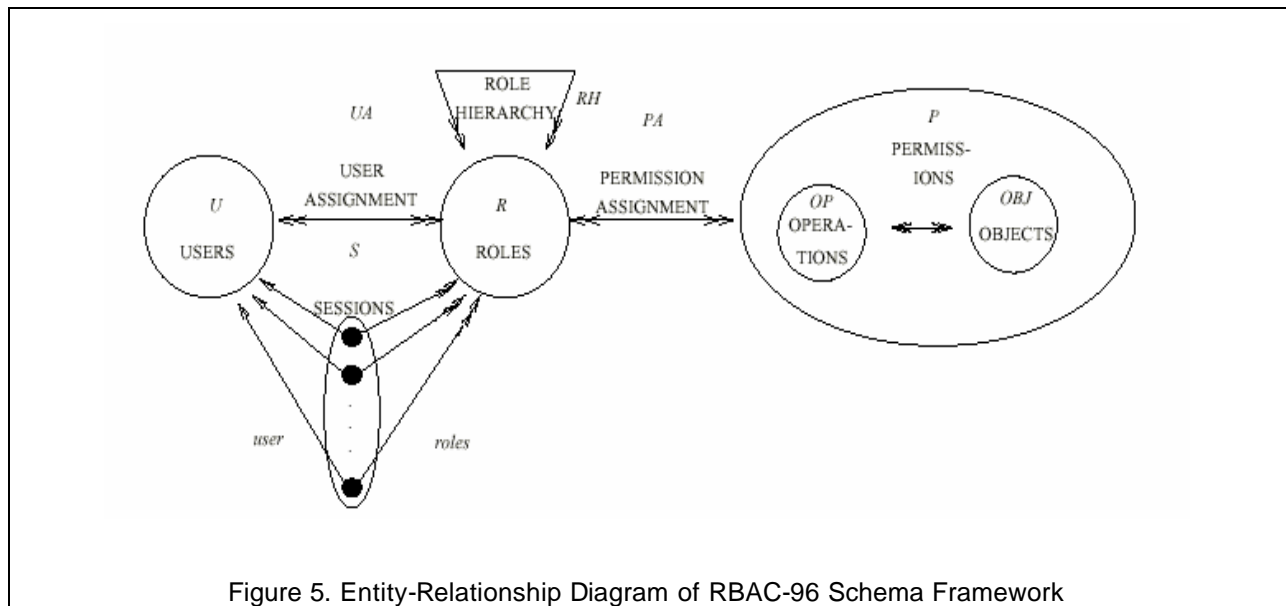 ROLE
HIERARCHY
RH
UA
PA
P
PERMISS-
IONS
USER
ASSIGNMENT
PERMISSION
ASSIGNMENT
U
USERS
R
ROLES
OP
OPERA-
TIONS
OBJ
OBJECTS
S
SESSIONS
.
.
.
user
roles
Figure 5. Entity-Relationship Diagram of RBAC-96 Schema Framework